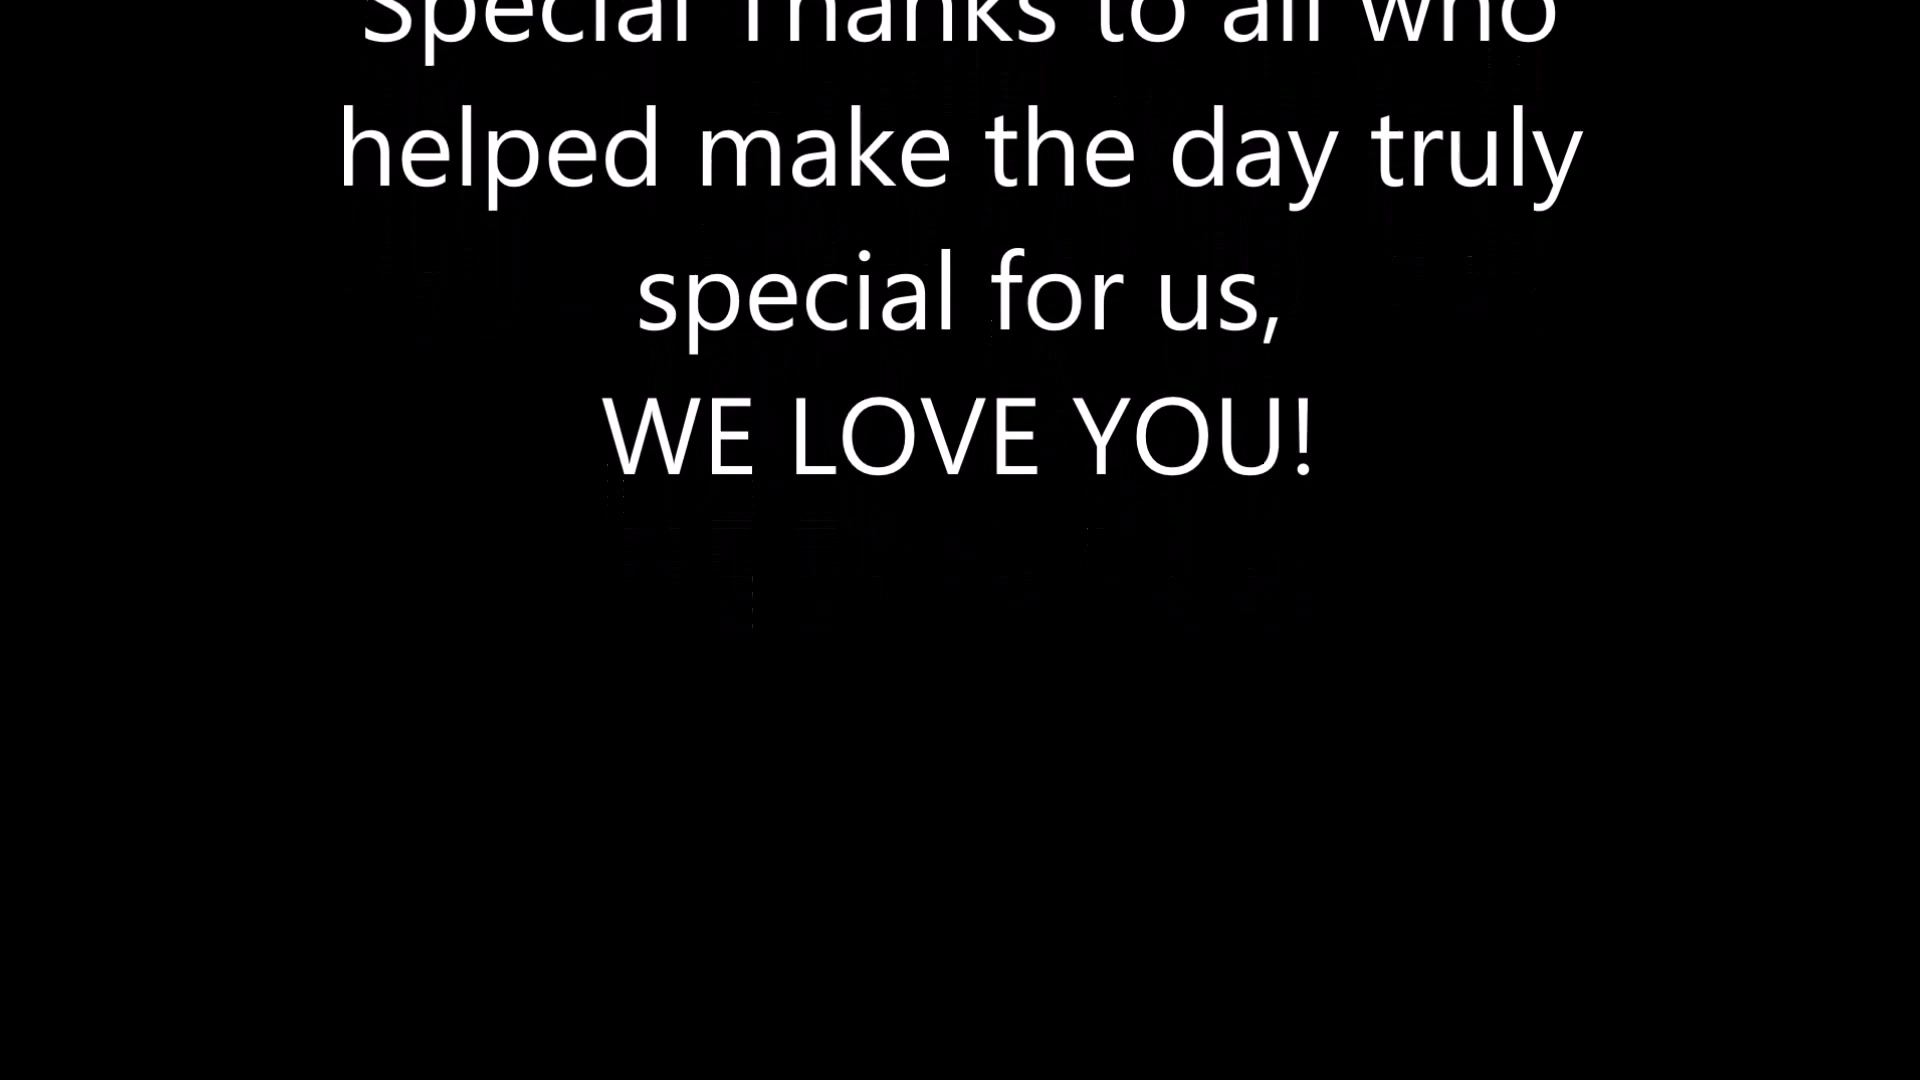 Special Thanks to all who
helped make the day truly
special for us,
WE LOVE YOU!